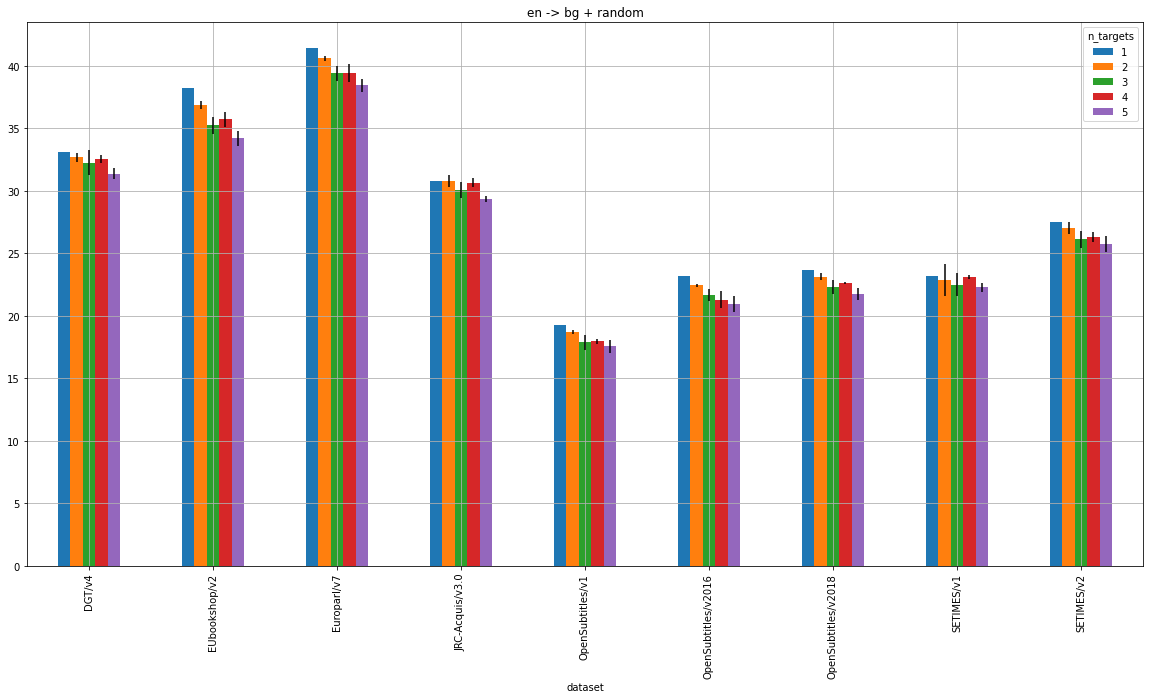 en -> bg + random
n_targets
1
2
3
4
5
40
35
30
25
20
15
10
5
0
DGT/v4
EUbookshop/v2
Europarl/v7
JRC-Acquis/v3.0
OpenSubtitles/v1
OpenSubtitles/v2016
OpenSubtitles/v2018
SETIMES/v1
SETIMES/v2
dataset